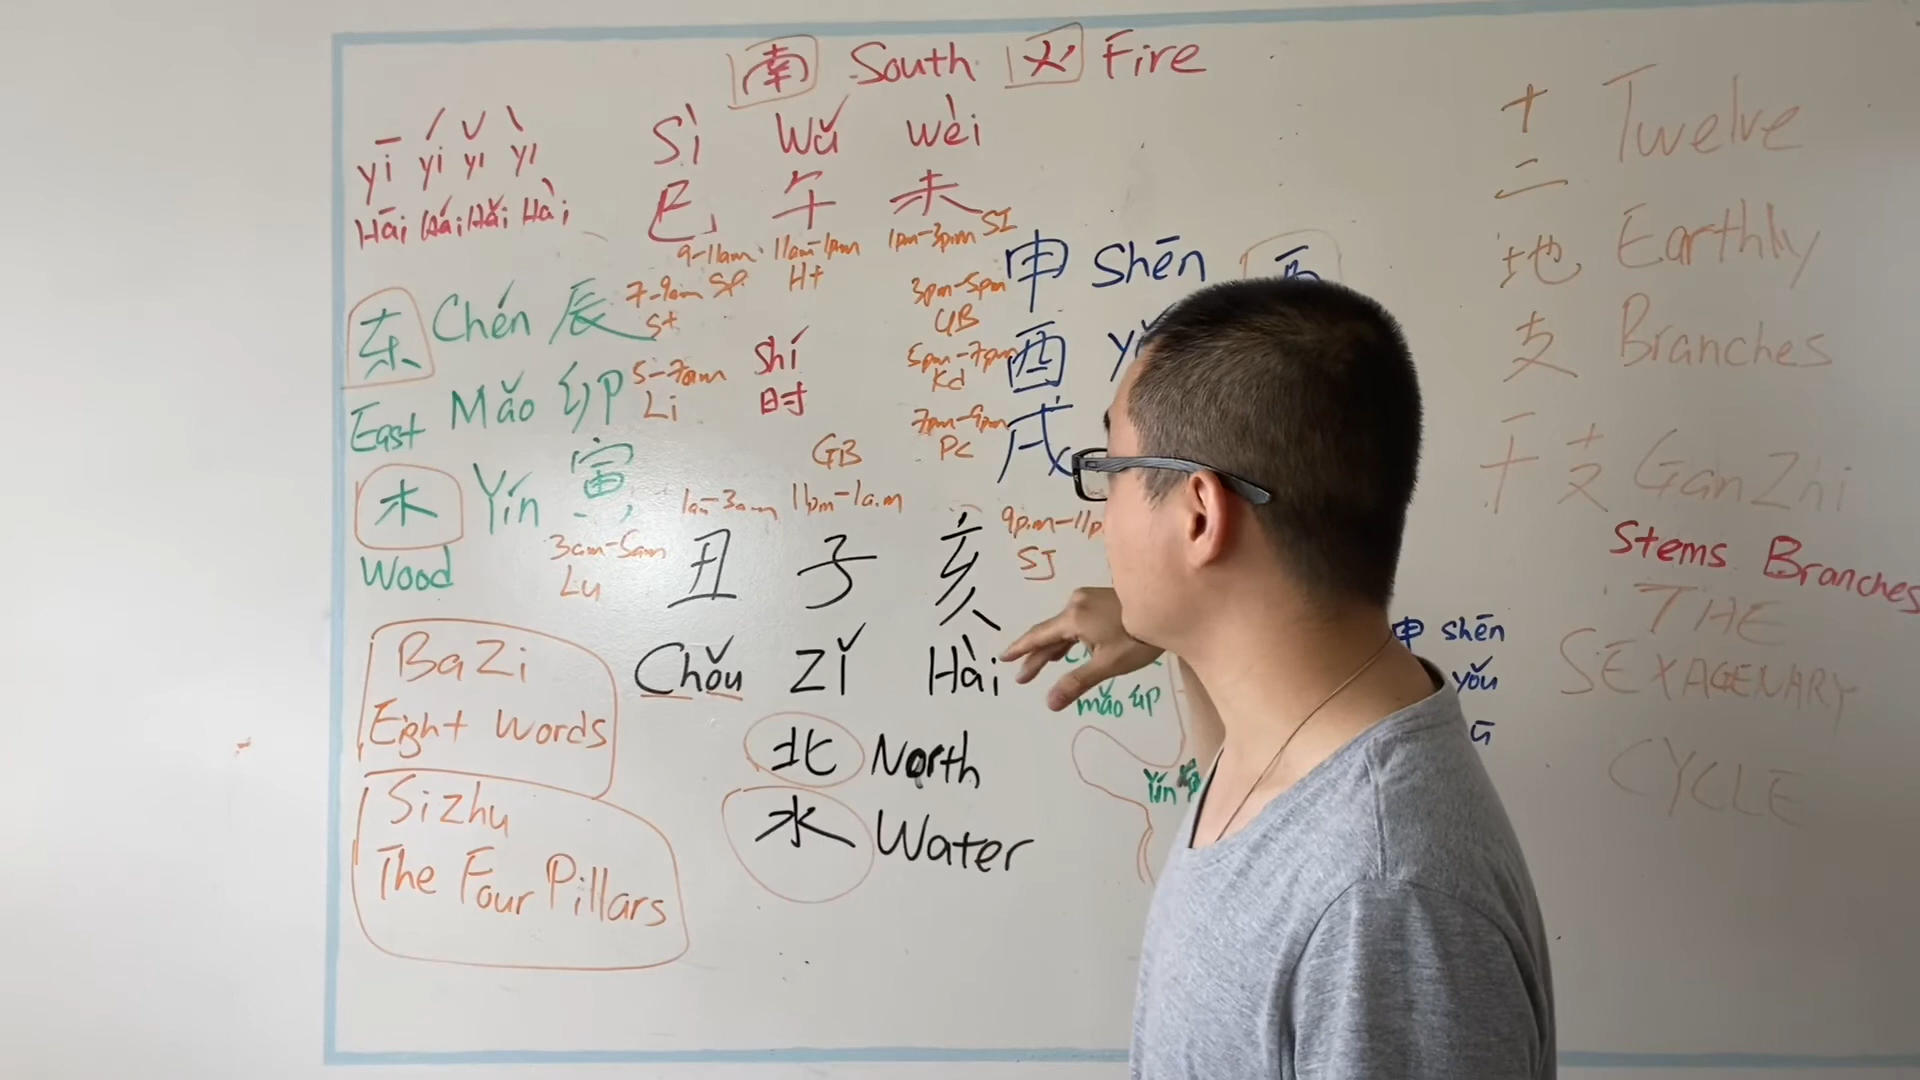 南 South 火 Fire
yī yí yǐ yì
Hāi Hái Hǎi Hài
Sì Wǔ Wèi
巳 午 未
9-11am 11am-1pm 1pm-3pm SI
Ht
东 Chén 辰 7-9am SP
St
East Mǎo 卯 5-7am
Li
木 Yín 寅
Wood 3am-5am
Lu
Shí
时
申 Shēn 3pm-5pm
UB
酉 5pm-7pm
Kd
戌 7pm-9pm
PC
GB
1am-3am 11pm-1a.m
9p.m-11p
SJ
丑 子 亥
Chǒu Zǐ Hài
北 North
水 Water
BaZi
Eight Words
Sizhu
The Four Pillars
mǎo 卯
Yín
申 shēn
yǒu
十 Twelve
二
地 Earthly
支 Branches
干支 GanZhi
Stems Branches
THE
SEXAGENARY
CYCLE